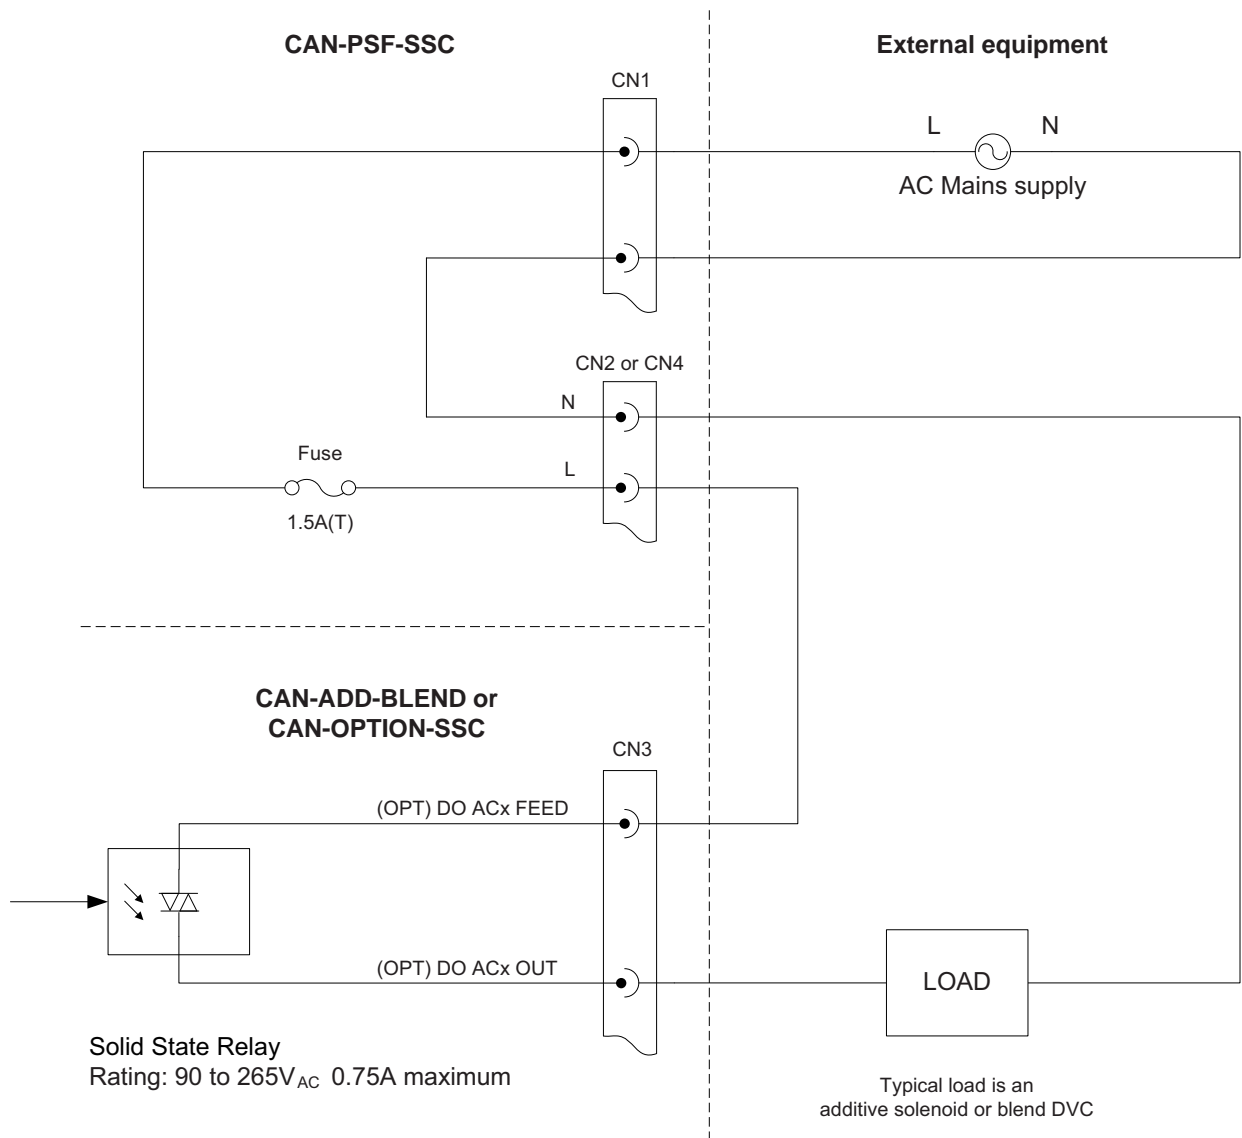 CAN-PSF-SSC
External equipment
CN1
L
N
AC Mains supply
CN2 or CN4
N
Fuse
L
1.5A(T)
CAN-ADD-BLEND or
CAN-OPTION-SSC
CN3
(OPT) DO ACx FEED
(OPT) DO ACx OUT
LOAD
Solid State Relay
Rating: 90 to 265VAC 0.75A maximum
Typical load is an
additive solenoid or blend DVC